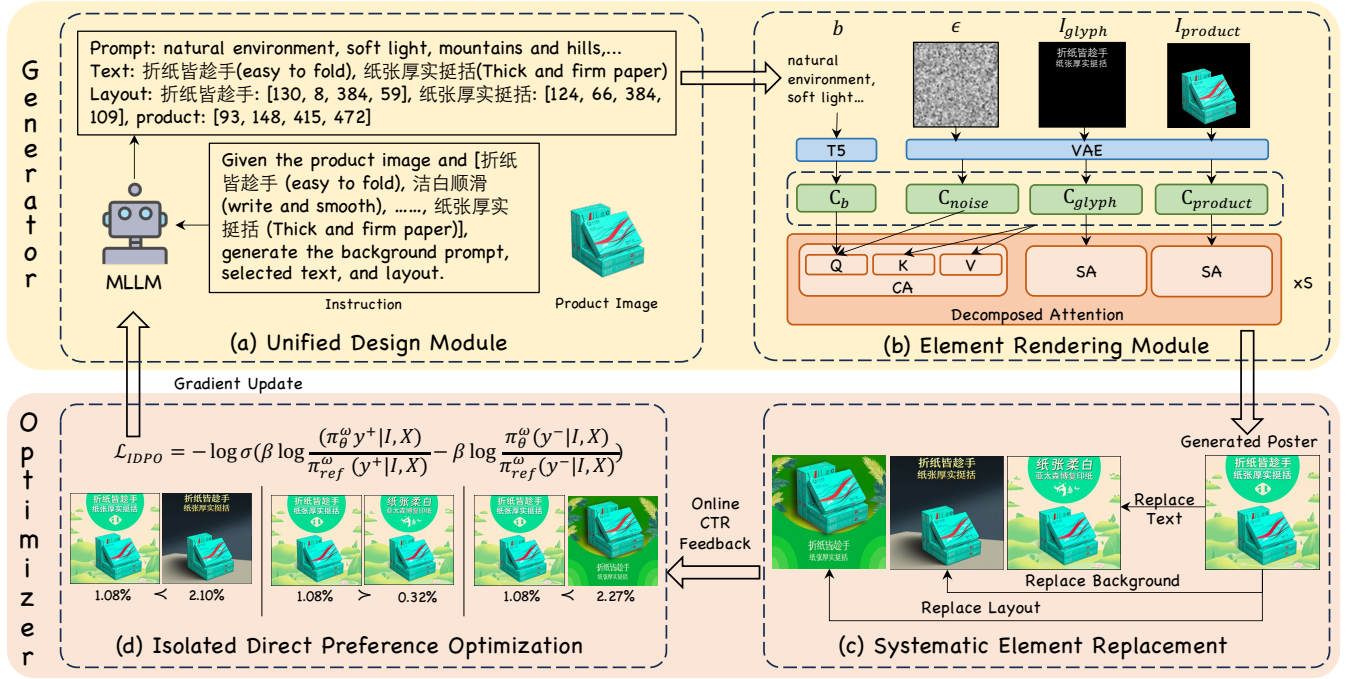 Generator
Prompt: natural environment, soft light, mountains and hills,...
Text: 折纸皆趁手(easy to fold), 纸张厚实挺括(Thick and firm paper)
Layout: 折纸皆趁手: [130, 8, 384, 59], 纸张厚实挺括: [124, 66, 384,
109], product: [93, 148, 415, 472]
Given the product image and [折纸
皆趁手 (easy to fold), 洁白顺滑
(write and smooth), ……, 纸张厚实
挺括 (Thick and firm paper)],
generate the background prompt,
selected text, and layout.
MLLM
Instruction
Product Image
(a) Unified Design Module
b
ϵ
I_glyph
I_product
natural
environment,
soft light…
折纸皆趁手
纸张厚实挺括
T5
VAE
C_b
C_noise
C_glyph
C_product
Q
K
V
CA
SA
SA
xS
Decomposed Attention
(b) Element Rendering Module
Gradient Update
Optimizer
ℒ_IDPO = − log σ(β log (π_θ^ω y⁺|I, X) / π_ref^ω (y⁺|I, X) − β log π_θ^ω (y⁻|I, X) / π_ref^ω (y⁻|I, X))
折纸皆趁手
纸张厚实挺括
折纸皆趁手
纸张厚实挺括
折纸皆趁手
纸张厚实挺括
纸张柔白
亚太森博复印纸
折纸皆趁手
纸张厚实挺括
折纸皆趁手
纸张厚实挺括
1.08% ≺ 2.10%
1.08% ≻ 0.32%
1.08% ≺ 2.27%
(d) Isolated Direct Preference Optimization
Online
CTR
Feedback
Generated Poster
折纸皆趁手
纸张厚实挺括
折纸皆趁手
纸张厚实挺括
纸张柔白
亚太森博复印纸
折纸皆趁手
纸张厚实挺括
Replace
Text
Replace Background
Replace Layout
(c) Systematic Element Replacement